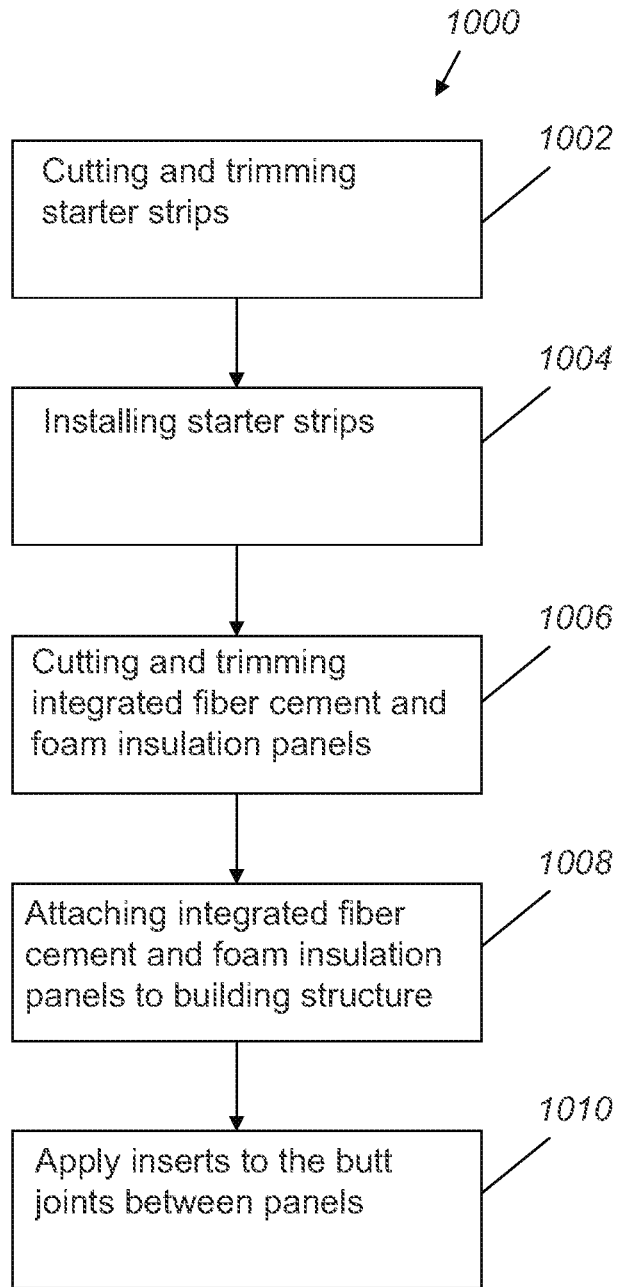 1000
1002
Cutting and trimming
starter strips
1004
Installing starter strips
1006
Cutting and trimming
integrated fiber cement and
foam insulation panels
1008
Attaching integrated fiber
cement and foam insulation
panels to building structure
1010
Apply inserts to the butt
joints between panels